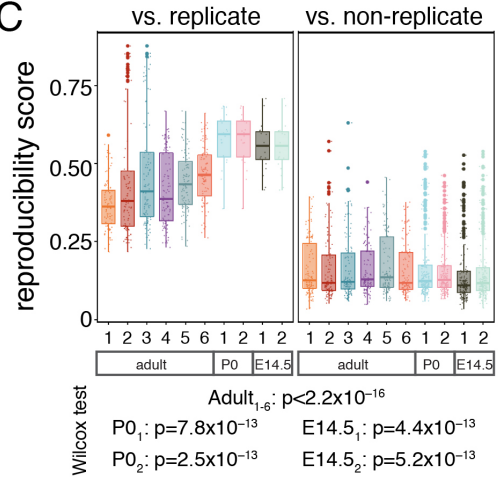 C
vs. replicate vs. non-replicate
reproducibility score
0.75
0.50
0.25
0
1 2 3 4 5 6 1 2 1 2 1 2 3 4 5 6 1 2 1 2
adult P0 E14.5 adult P0 E14.5
Wilcox test
Adult1-6: p<2.2x10⁻¹⁶
P0₁: p=7.8x10⁻¹³ E14.5₁: p=4.4x10⁻¹³
P0₂: p=2.5x10⁻¹³ E14.5₂: p=5.2x10⁻¹³